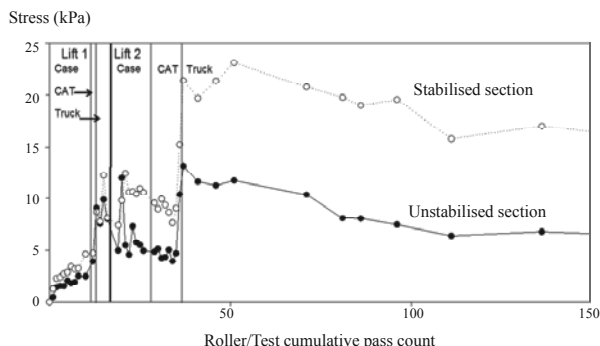 Stress (kPa)
25
20
15
10
5
0
Lift 1
Case
CAT
Truck
Lift 2
Case
CAT
Truck
Stabilised section
Unstabilised section
50
100
150
Roller/Test cumulative pass count